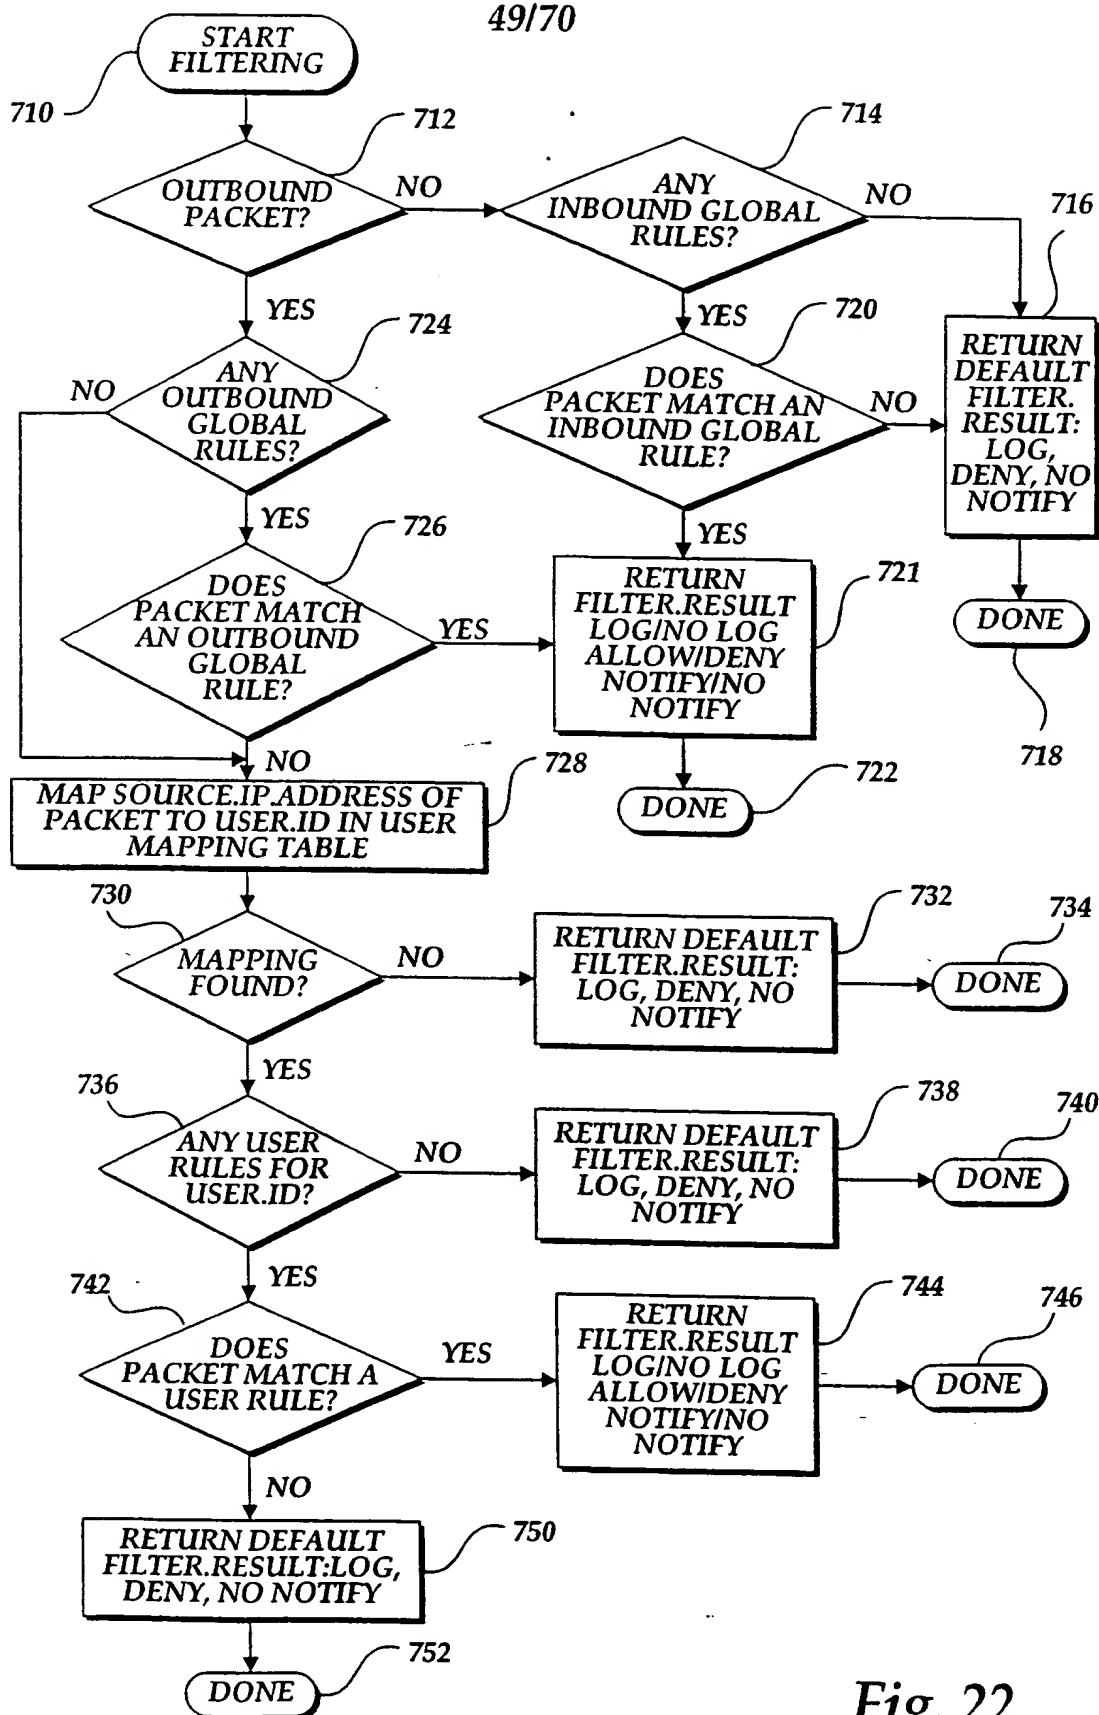 49/70
START
FILTERING
710
712
OUTBOUND
PACKET?
NO
714
ANY
INBOUND GLOBAL
RULES?
NO
716
YES
724
ANY
OUTBOUND
GLOBAL
RULES?
NO
YES
720
DOES
PACKET MATCH AN
INBOUND GLOBAL
RULE?
NO
RETURN
DEFAULT
FILTER.
RESULT:
LOG,
DENY, NO
NOTIFY
YES
726
DOES
PACKET MATCH
AN OUTBOUND
GLOBAL
RULE?
YES
YES
RETURN
FILTER.RESULT
LOG/NO LOG
ALLOW/DENY
NOTIFY/NO
NOTIFY
721
DONE
718
NO
728
DONE
722
MAP SOURCE.IP.ADDRESS OF
PACKET TO USER.ID IN USER
MAPPING TABLE
730
MAPPING
FOUND?
NO
RETURN DEFAULT
FILTER.RESULT:
LOG, DENY, NO
NOTIFY
732
734
DONE
YES
736
ANY USER
RULES FOR
USER.ID?
NO
RETURN DEFAULT
FILTER.RESULT:
LOG, DENY, NO
NOTIFY
738
740
DONE
YES
742
DOES
PACKET MATCH A
USER RULE?
YES
RETURN
FILTER.RESULT
LOG/NO LOG
ALLOW/DENY
NOTIFY/NO
NOTIFY
744
746
DONE
NO
RETURN DEFAULT
FILTER.RESULT:LOG,
DENY, NO NOTIFY
750
752
DONE
Fig. 22